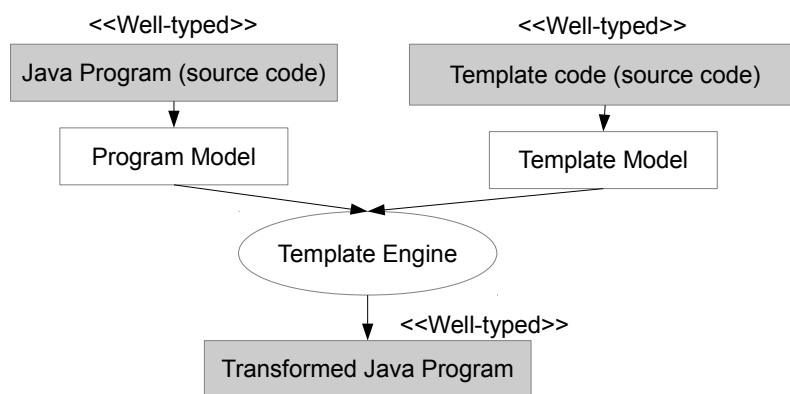 <<Well-typed>>
<<Well-typed>>
Java Program (source code)
Template code (source code)
Program Model
Template Model
Template Engine
<<Well-typed>>
Transformed Java Program